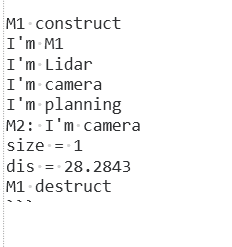 M1 construct
I'm M1
I'm Lidar
I'm camera
I'm planning
M2: I'm camera
size = 1
dis = 28.2843
M1 destruct
```